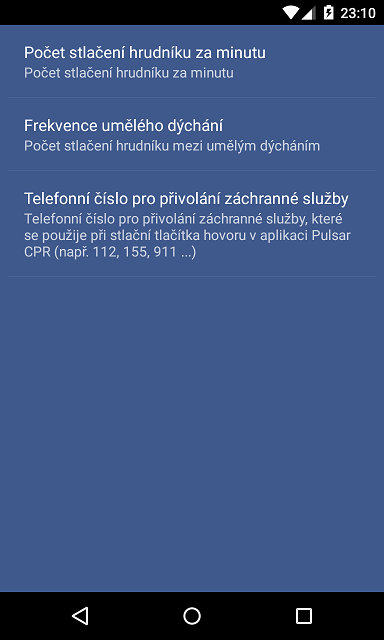 23:10
Počet stlačení hrudníku za minutu
Počet stlačení hrudníku za minutu
Frekvence umělého dýchání
Počet stlačení hrudníku mezi umělým dýcháním
Telefonní číslo pro přivolání záchranné služby
Telefonní číslo pro přivolání záchranné služby, které
se použije při stlační tlačítka hovoru v aplikaci Pulsar
CPR (např. 112, 155, 911 ...)